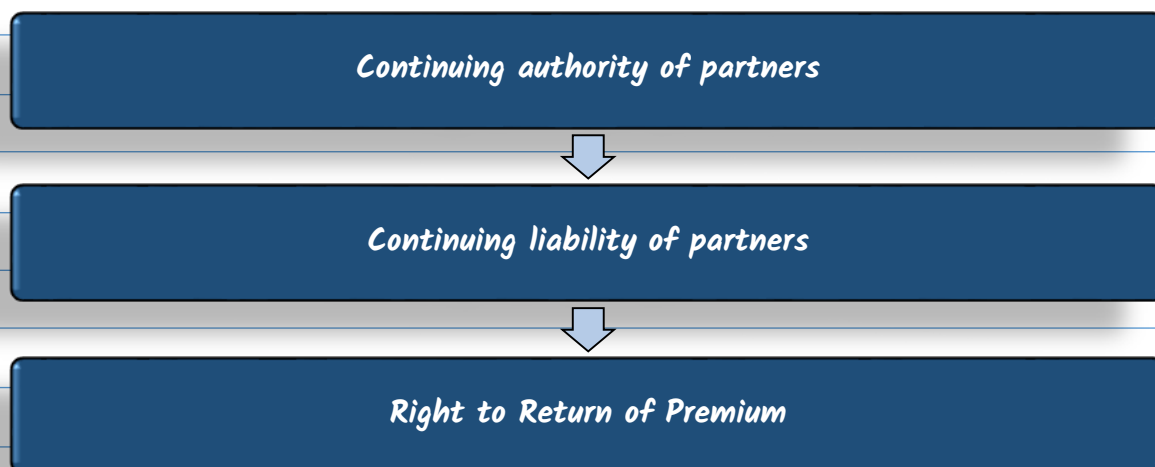 Continuing authority of partners
Continuing liability of partners
Right to Return of Premium